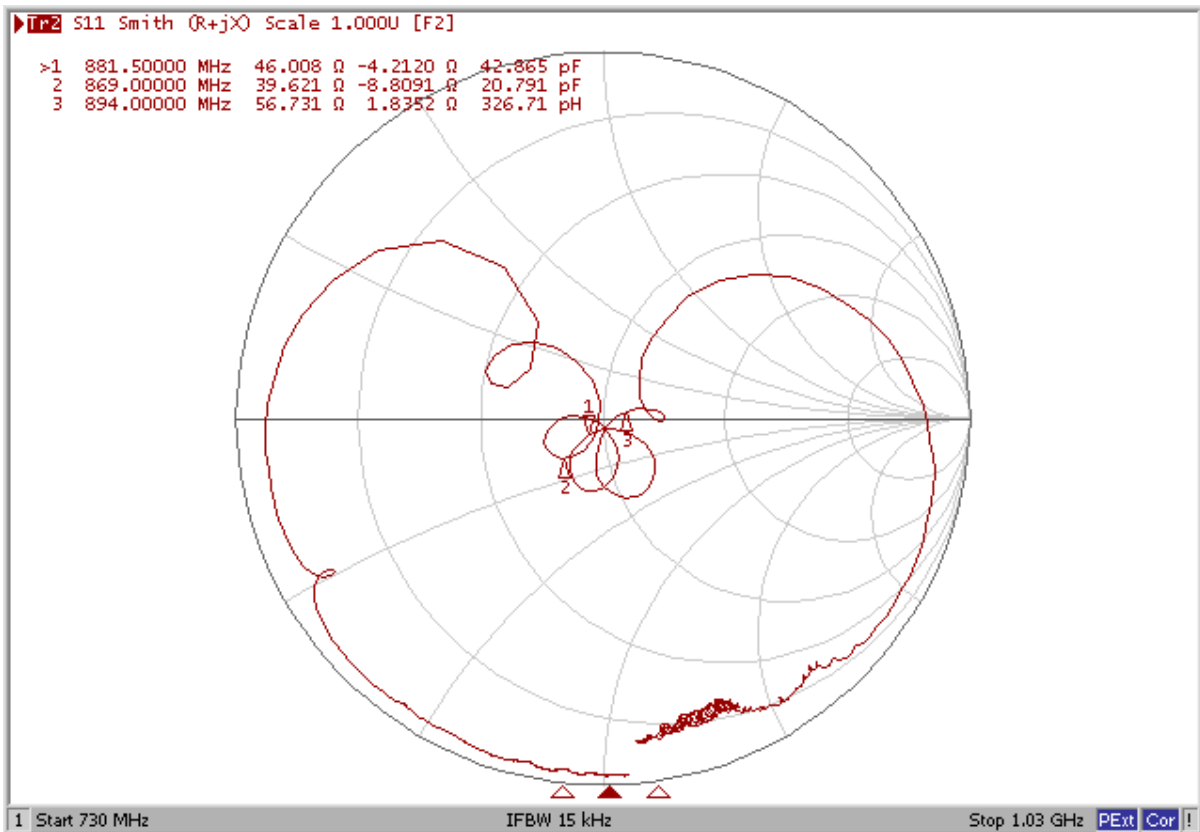 Tr2 S11 Smith (R+jX) Scale 1.000U [F2]
>1 881.50000 MHz 46.008 Ω -4.2120 Ω 42.865 pF
2 869.00000 MHz 39.621 Ω -8.8091 Ω 20.791 pF
3 894.00000 MHz 56.731 Ω 1.8352 Ω 326.71 pH
1
3
2
1 Start 730 MHz IFBW 15 kHz Stop 1.03 GHz PExt Cor !